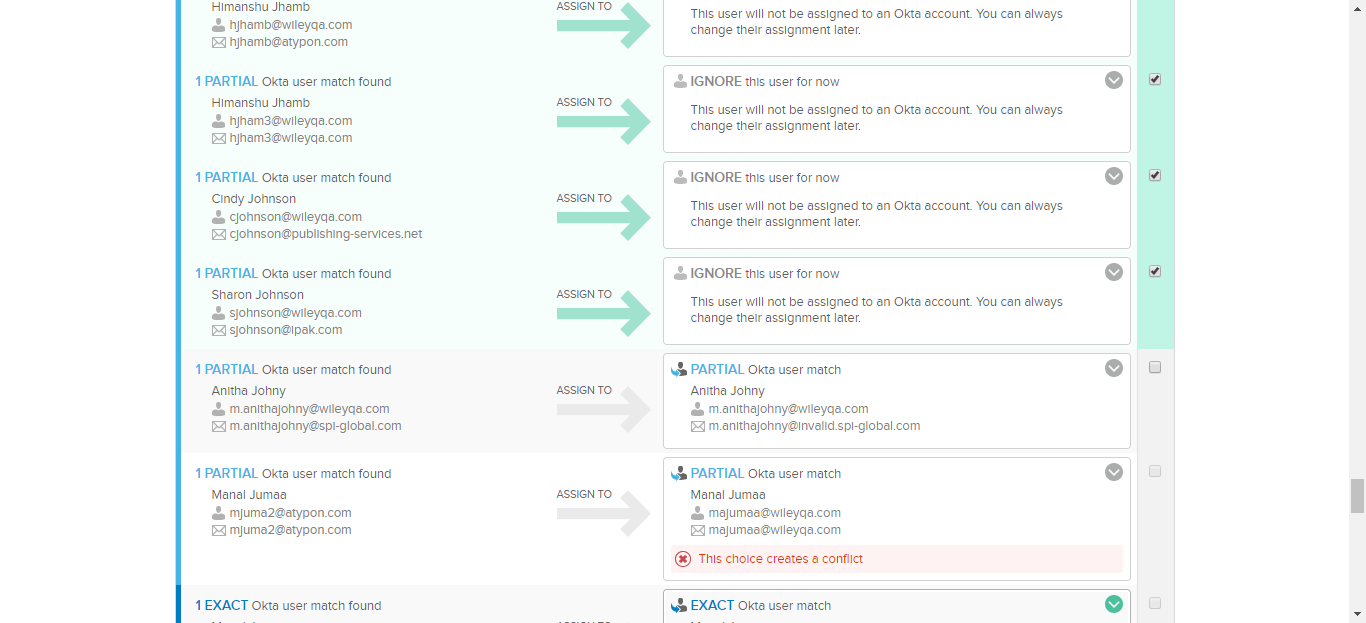 Himanshu Jhamb
hjhamb@wileyqa.com
hjhamb@atypon.com
ASSIGN TO
This user will not be assigned to an Okta account. You can always
change their assignment later.
1 PARTIAL Okta user match found
Himanshu Jhamb
hjham3@wileyqa.com
hjham3@wileyqa.com
ASSIGN TO
IGNORE this user for now
This user will not be assigned to an Okta account. You can always
change their assignment later.
1 PARTIAL Okta user match found
Cindy Johnson
cjohnson@wileyqa.com
cjohnson@publishing-services.net
ASSIGN TO
IGNORE this user for now
This user will not be assigned to an Okta account. You can always
change their assignment later.
1 PARTIAL Okta user match found
Sharon Johnson
sjohnson@wileyqa.com
sjohnson@ipak.com
ASSIGN TO
IGNORE this user for now
This user will not be assigned to an Okta account. You can always
change their assignment later.
1 PARTIAL Okta user match found
Anitha Johny
m.anithajohny@wileyqa.com
m.anithajohny@spi-global.com
ASSIGN TO
PARTIAL Okta user match
Anitha Johny
m.anithajohny@wileyqa.com
m.anithajohny@invalid.spi-global.com
1 PARTIAL Okta user match found
Manal Jumaa
mjuma2@atypon.com
mjuma2@atypon.com
ASSIGN TO
PARTIAL Okta user match
Manal Jumaa
majumaa@wileyqa.com
majumaa@wileyqa.com
This choice creates a conflict
1 EXACT Okta user match found
EXACT Okta user match